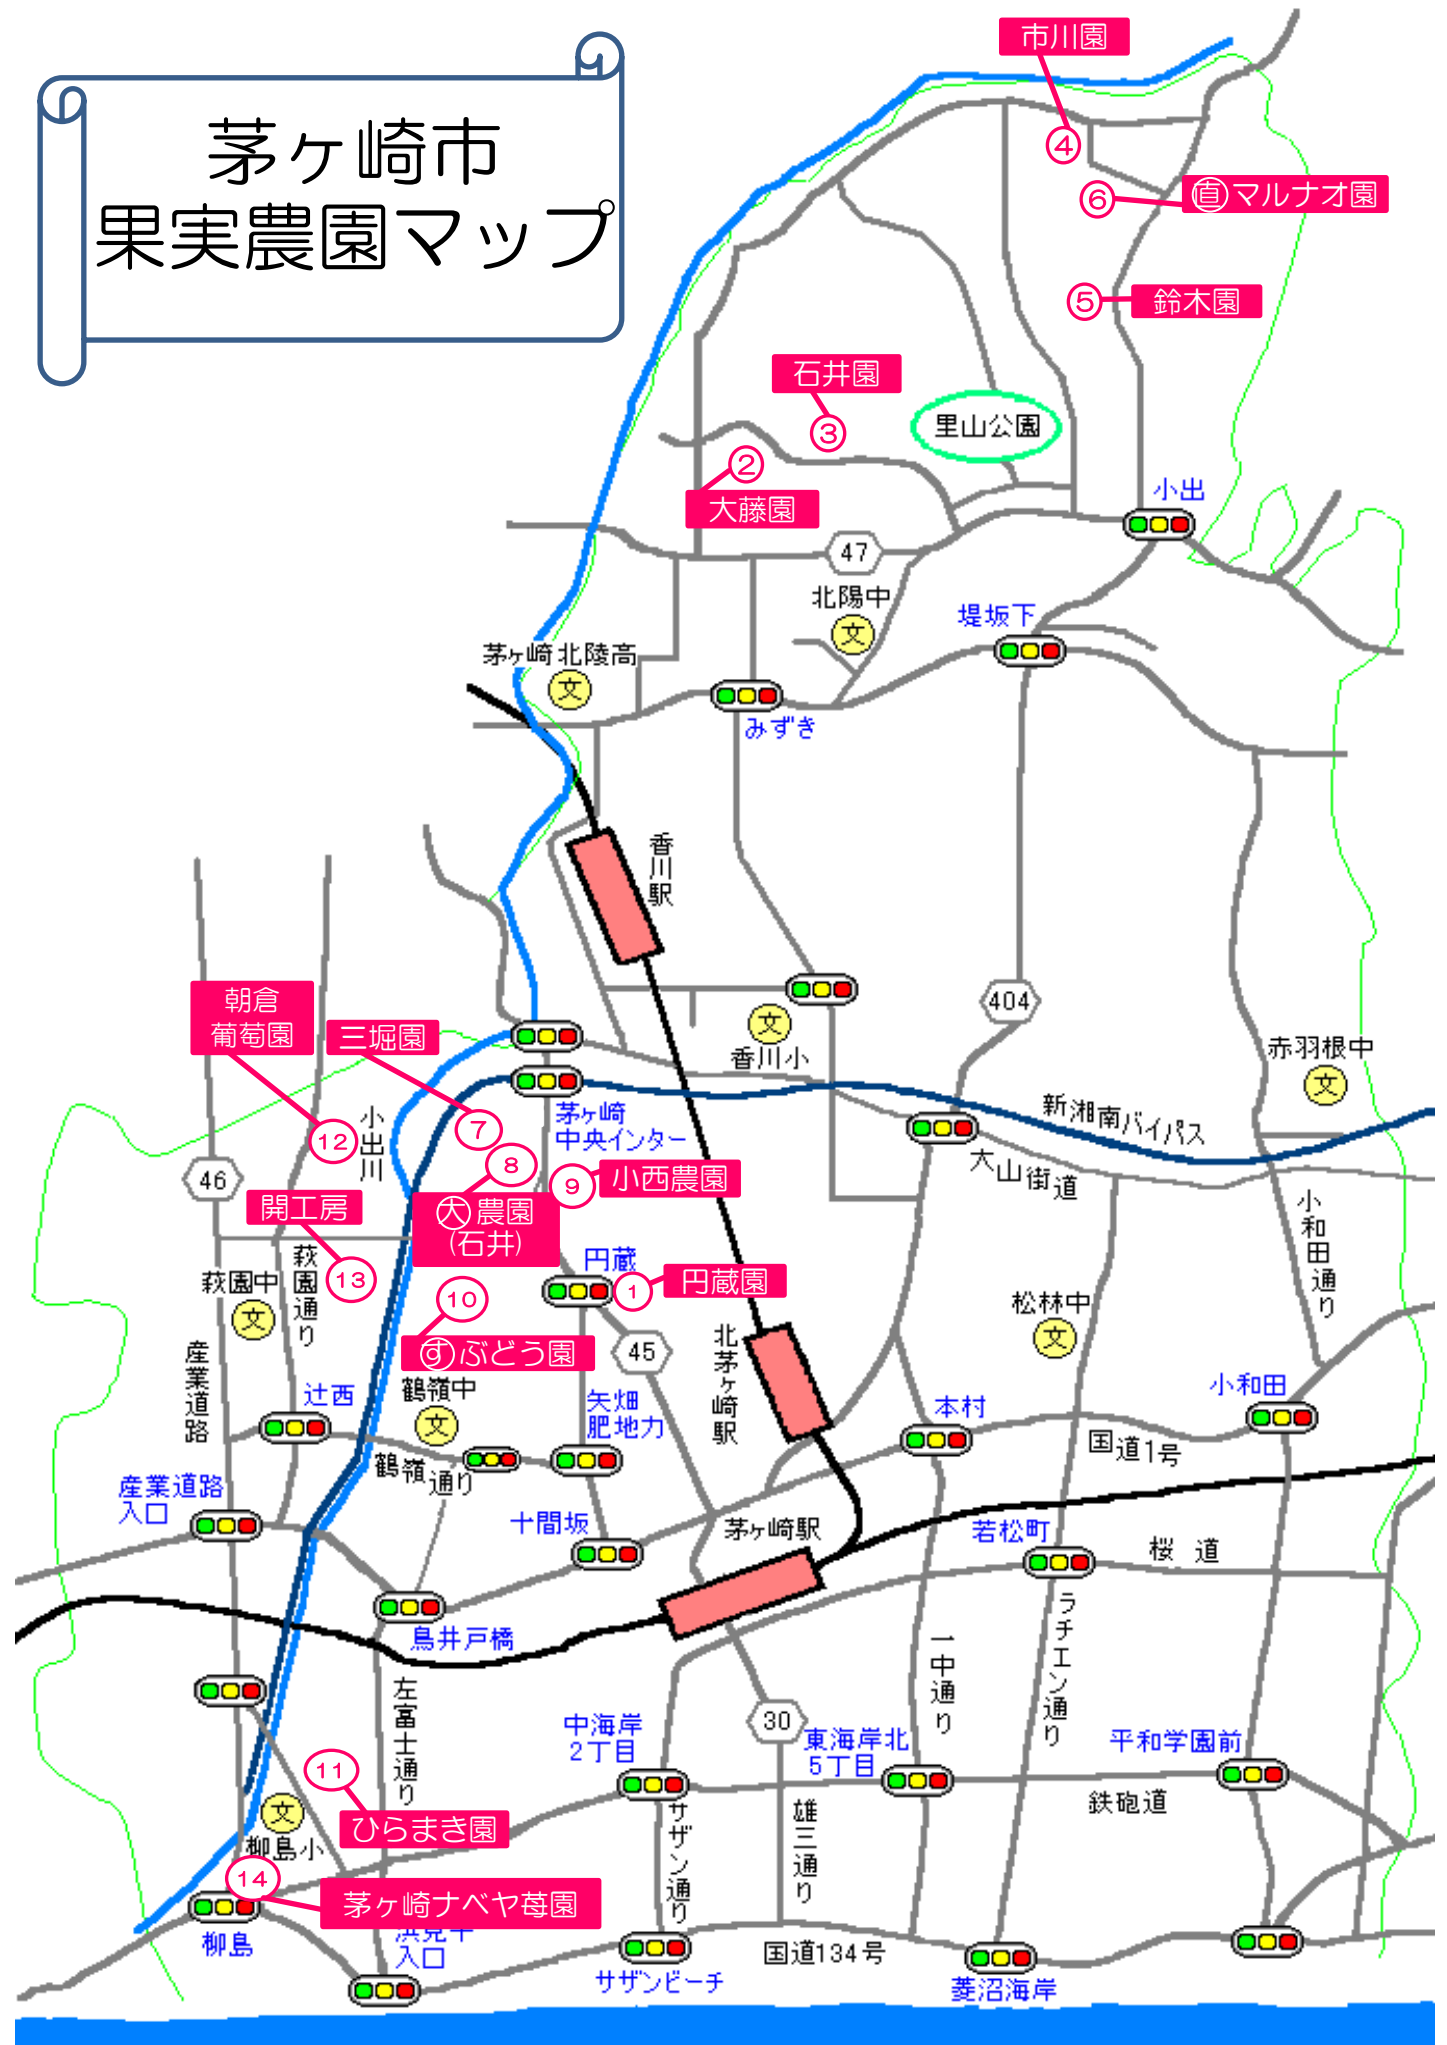 茅ヶ崎市
果実農園マップ
市川園
④
⑥
㊤直 マルナオ園
⑤
鈴木園
石井園
③
里山公園
②
大藤園
小出
47
北陽中
文
堤坂下
茅ヶ崎北陵高
文
みずき
香川駅
404
文
香川小
赤羽根中
文
朝倉
葡萄園
三堀園
⑫
小出川
⑦
茅ヶ崎
中央インター
新湘南バイパス
大山街道
⑧
⑨
小西農園
46
開工房
大 農園
(石井)
小和田通り
円蔵
①
円蔵園
⑬
萩園通り
萩園中
文
⑩
すぶどう園
松林中
文
45
北茅ヶ崎駅
産業道路
鶴嶺中
文
辻西
矢畑
肥地力
本村
小和田
国道1号
鶴嶺通り
産業道路
入口
十間坂
茅ヶ崎駅
若松町
桜道
鳥井戸橋
左富士通り
一中通り
ラチエン通り
30
中海岸
2丁目
東海岸北
5丁目
平和学園前
鉄砲道
⑪
ひらまき園
文
柳島小
サザン通り
雄三通り
⑭
茅ヶ崎ナベヤ苺園
柳島
入口
サザンビーチ
国道134号
菱沼海岸